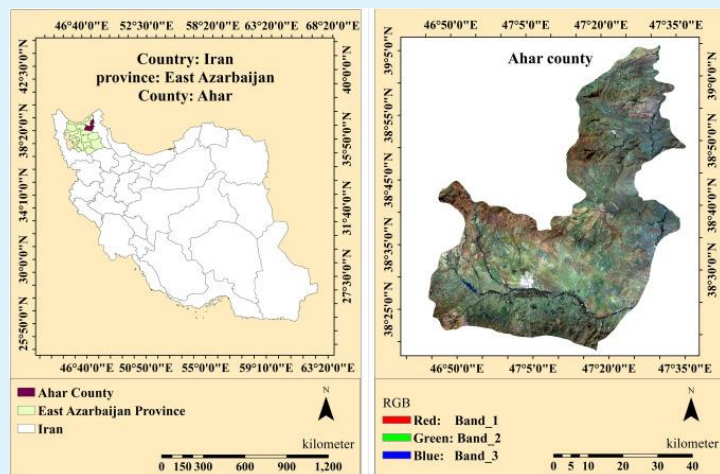 46°40'0"E 52°30'0"E 58°20'0"E 63°20'0"E 68°20'0"E
Country: Iran
province: East Azarbaijan
County: Ahar
42°30'0"N
38°20'0"N
34°10'0"N
30°0'0"N
25°50'0"N
40°0'0"N
35°50'0"N
31°40'0"N
27°30'0"N
46°40'0"E 50°50'0"E 55°0'0"E 59°10'0"E 63°20'0"E
Ahar County
East Azarbaijan Province
Iran
N
kilometer
0 150 300 600 900 1,200
46°50'0"E 47°5'0"E 47°20'0"E 47°35'0"E
Ahar county
39°5'0"N
38°55'0"N
38°45'0"N
38°35'0"N
38°25'0"N
38°40'0"N
38°30'0"N
46°50'0"E 47°5'0"E 47°20'0"E 47°35'0"E
RGB
Red: Band_1
Green: Band_2
Blue: Band_3
N
kilometer
0 5 10 20 30 40